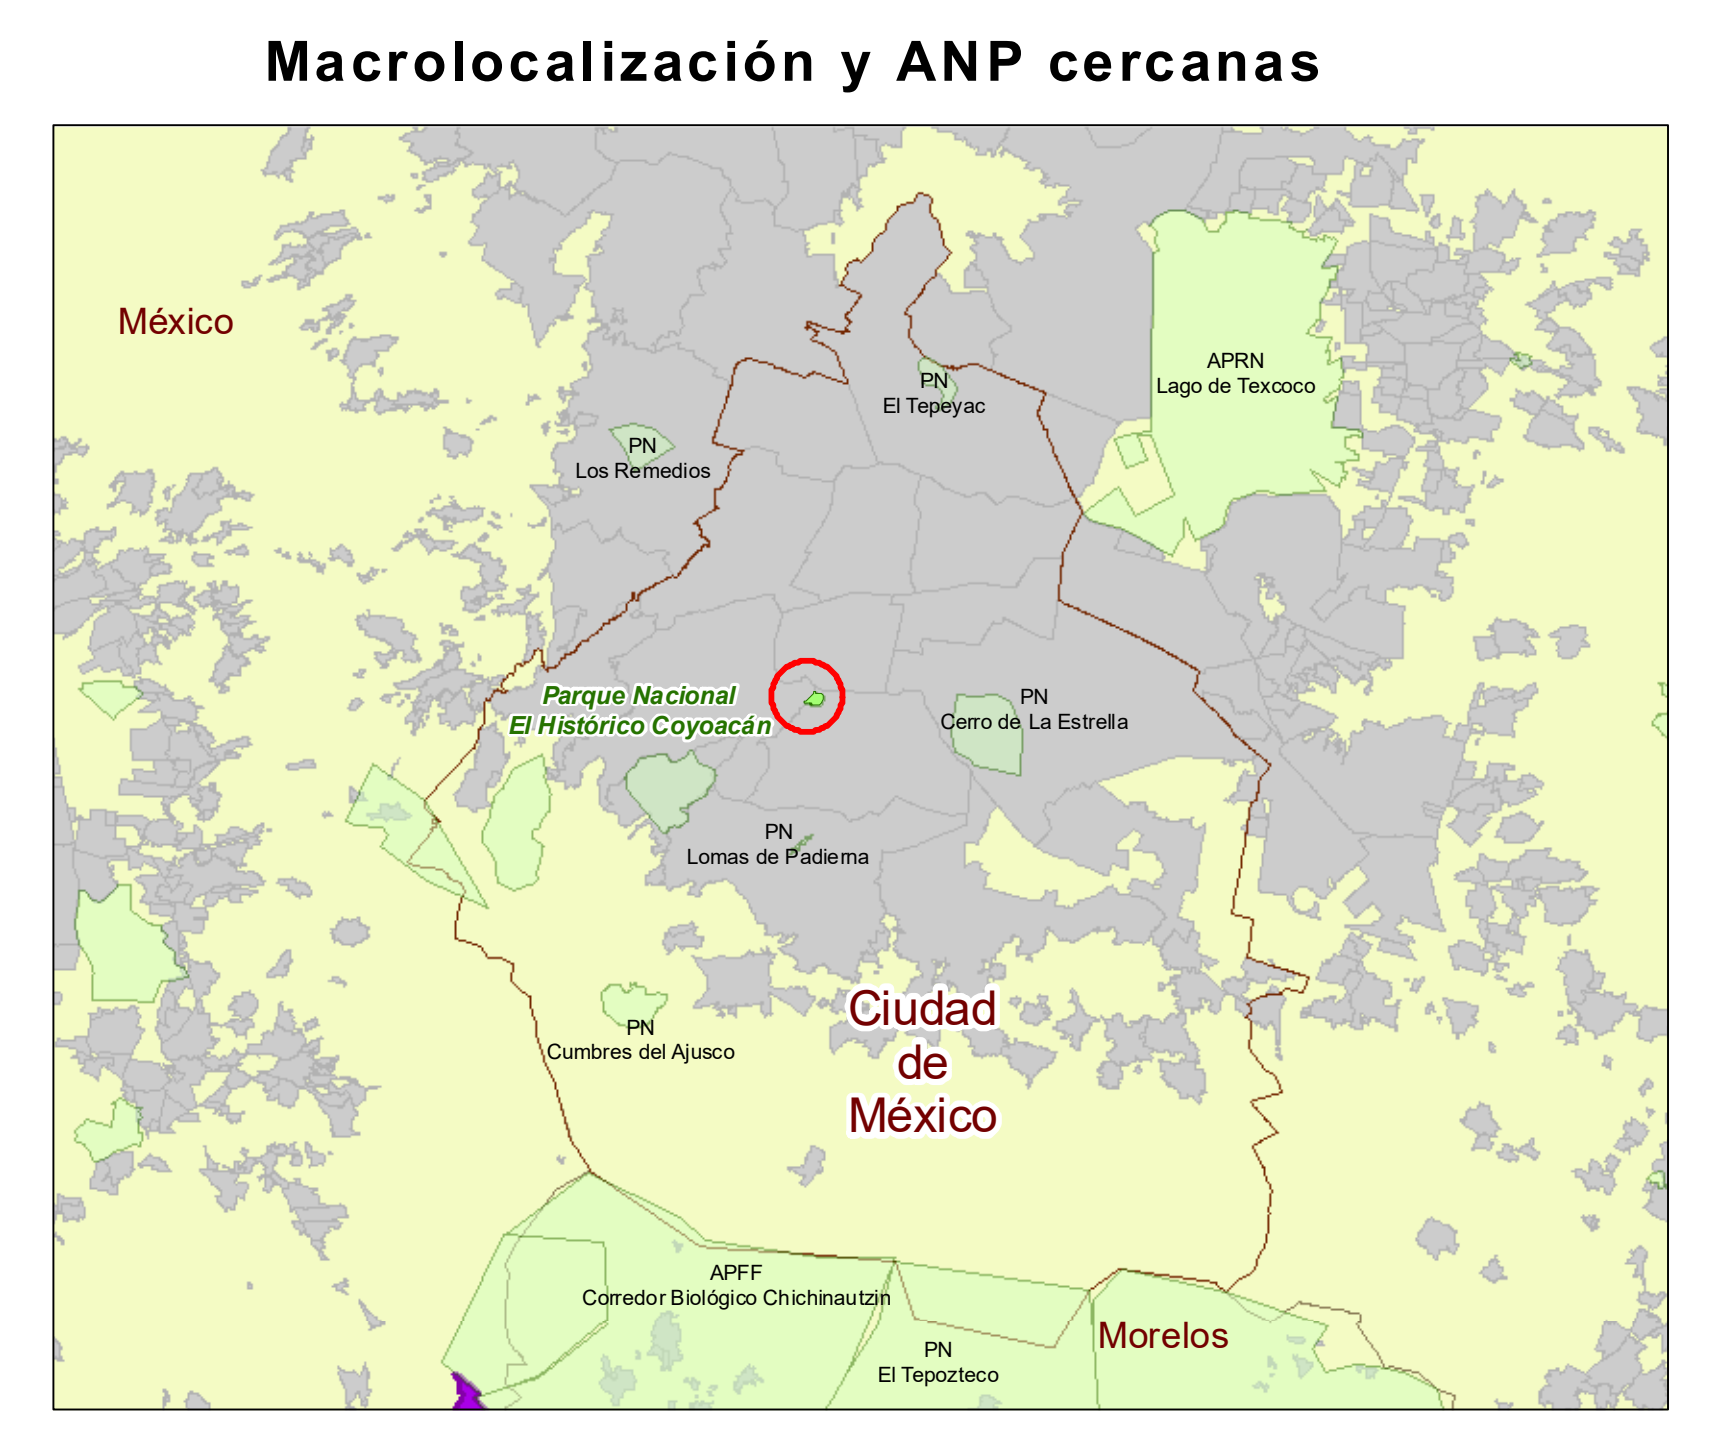 Macrolocalización y ANP cercanas
México
APRN
Lago de Texcoco
PN
El Tepeyac
PN
Los Remedios
Parque Nacional
El Histórico Coyoacán
PN
Cerro de La Estrella
PN
Lomas de Padierna
Ciudad
de
México
PN
Cumbres del Ajusco
APFF
Corredor Biológico Chichinautzin
Morelos
PN
El Tepozteco